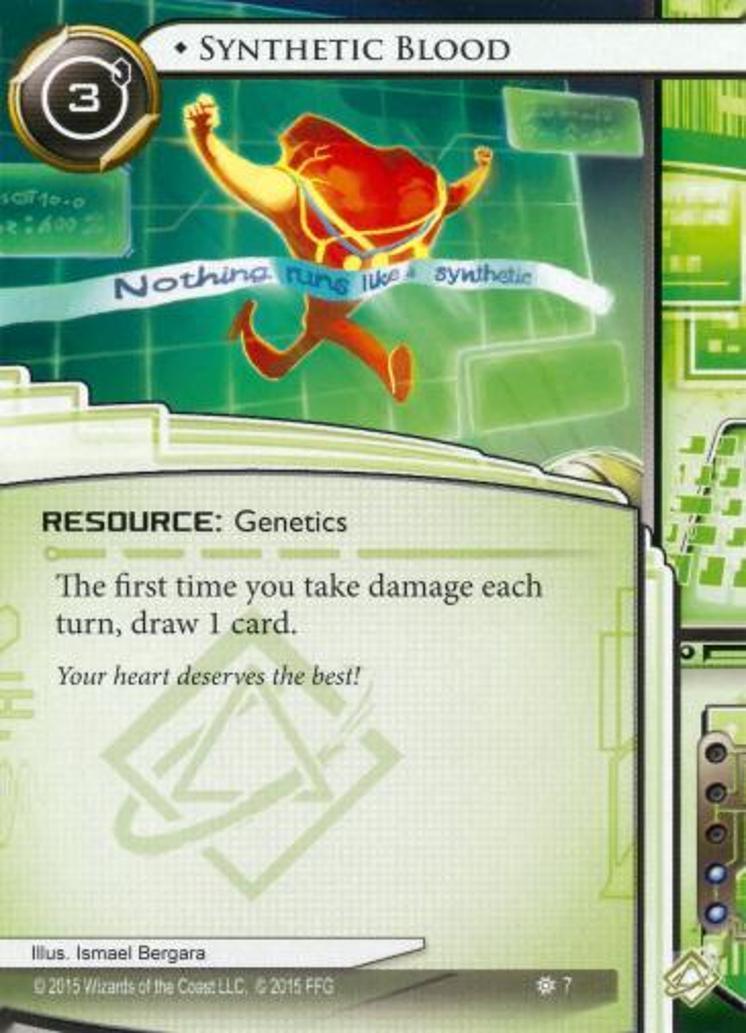 • Synthetic Blood
3
Nothing runs like a synthetic
RESOURCE: Genetics
The first time you take damage each
turn, draw 1 card.
Your heart deserves the best!
Illus. Ismael Bergara
© 2015 Wizards of the Coast LLC. © 2015 FFG
7